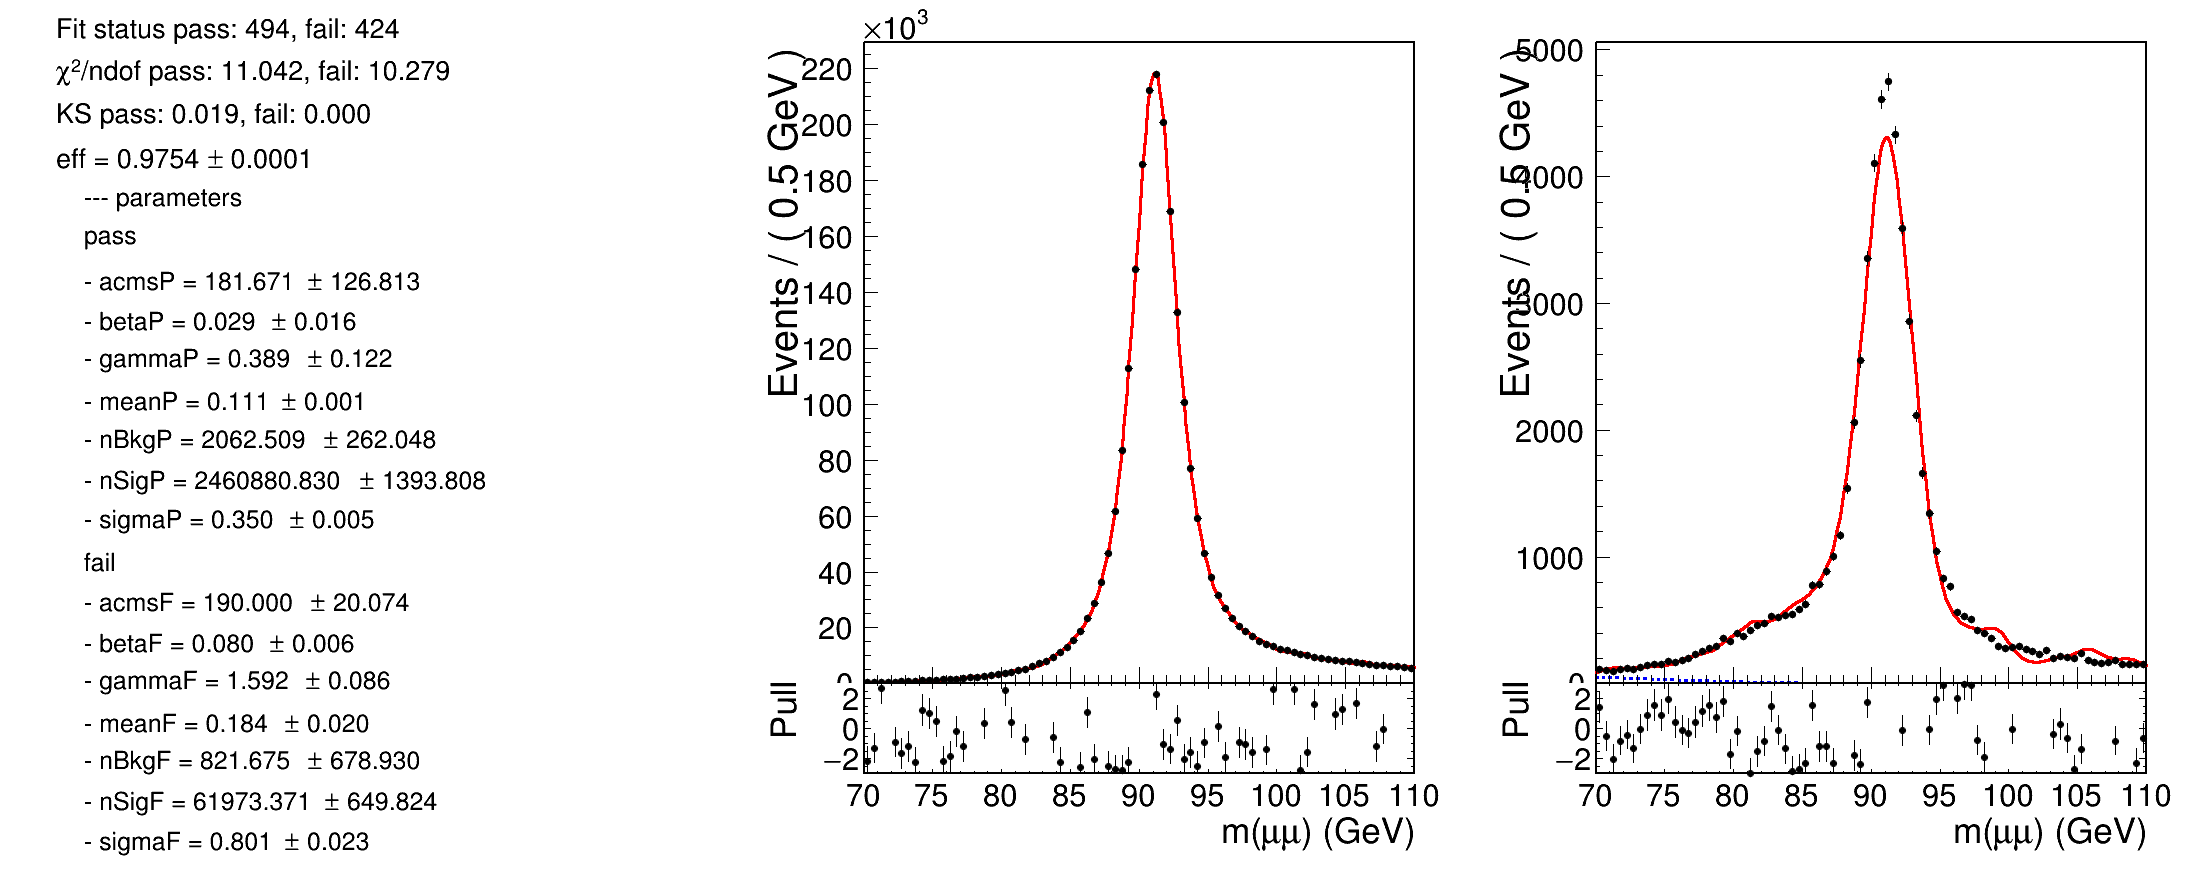 Fit status pass: 494, fail: 424
χ²/ndof pass: 11.042, fail: 10.279
KS pass: 0.019, fail: 0.000
eff = 0.9754 ± 0.0001
--- parameters
pass
- acmsP = 181.671 ± 126.813
- betaP = 0.029 ± 0.016
- gammaP = 0.389 ± 0.122
- meanP = 0.111 ± 0.001
- nBkgP = 2062.509 ± 262.048
- nSigP = 2460880.830 ± 1393.808
- sigmaP = 0.350 ± 0.005
fail
- acmsF = 190.000 ± 20.074
- betaF = 0.080 ± 0.006
- gammaF = 1.592 ± 0.086
- meanF = 0.184 ± 0.020
- nBkgF = 821.675 ± 678.930
- nSigF = 61973.371 ± 649.824
- sigmaF = 0.801 ± 0.023
×10³
Events / ( 0.5 GeV )
220
200
180
160
140
120
100
80
60
40
20
0
Pull
2
0
−2
70 75 80 85 90 95 100 105 110
m(μμ) (GeV)
Events / ( 0.5 GeV )
5000
4000
3000
2000
1000
0
Pull
2
0
−2
70 75 80 85 90 95 100 105 110
m(μμ) (GeV)